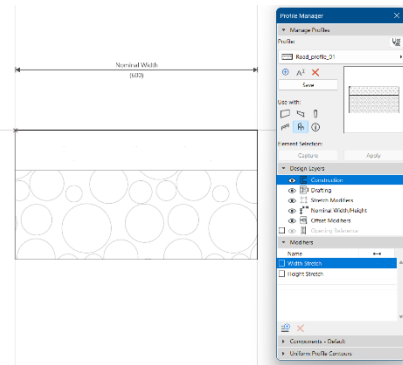 Nominal Width
(600)
Profile Manager
Manage Profiles
Profile:
Road_profile_01
Save
Use with:
Element Selection:
Capture
Apply
Design Layers
Construction
Drafting
Stretch Modifiers
Nominal Width/Height
Offset Modifiers
Opening Reference
Modifiers
Name
Width Stretch
Height Stretch
Components - Default
Uniform Profile Contours